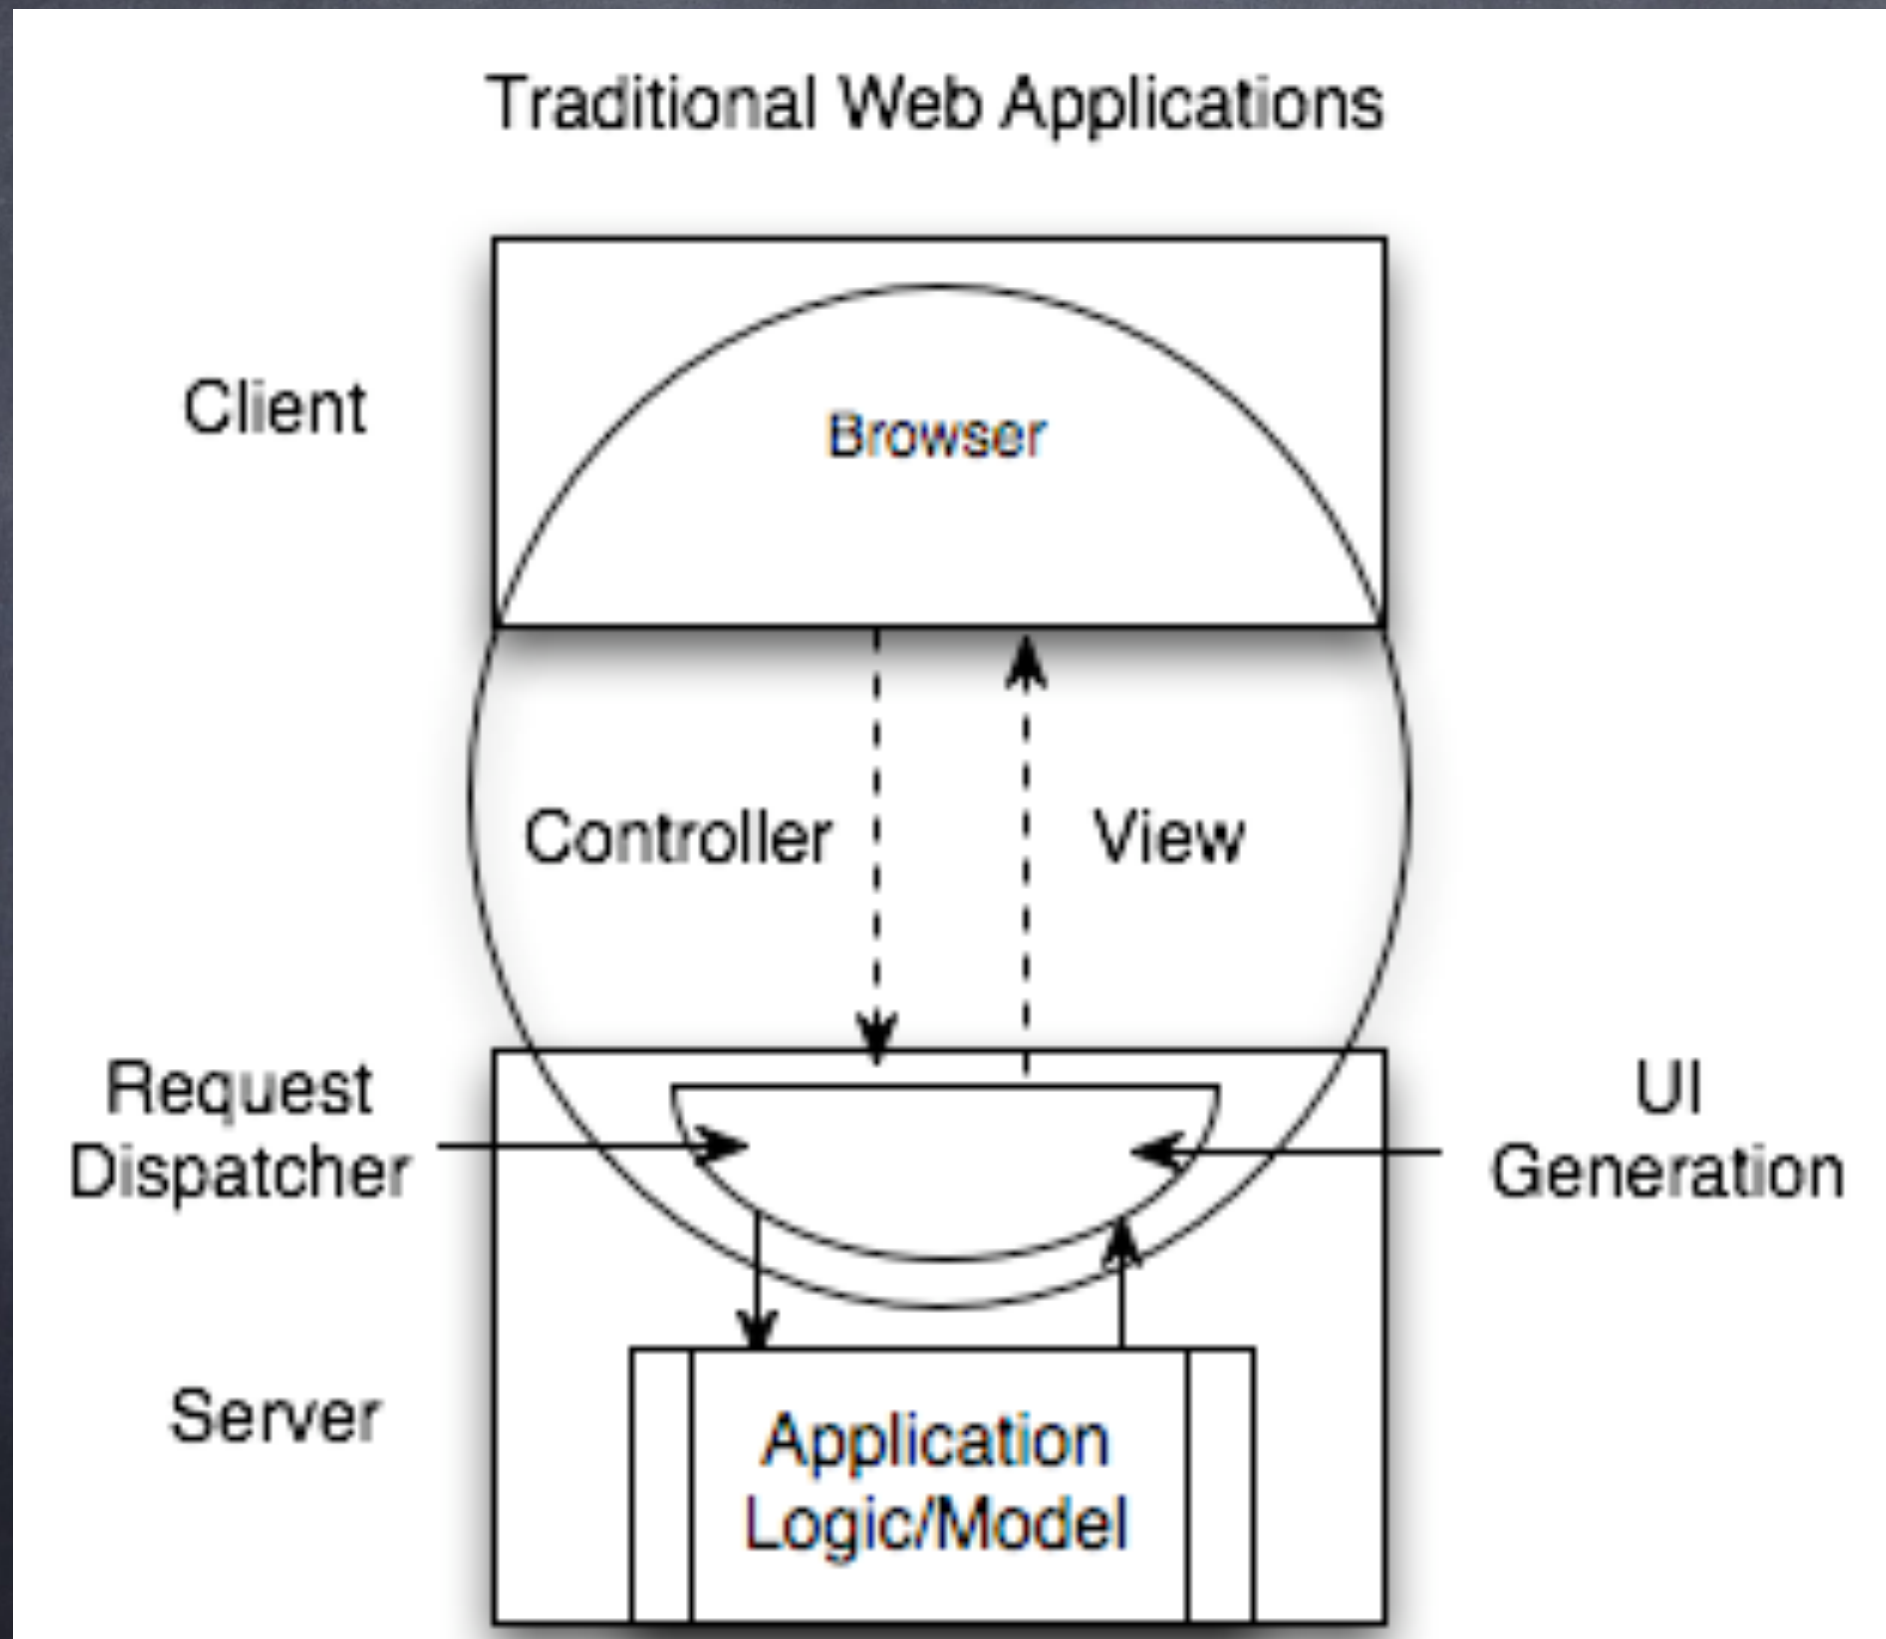 Traditional Web Applications
Client
Browser
Controller
View
Request
Dispatcher
UI
Generation
Server
Application
Logic/Model